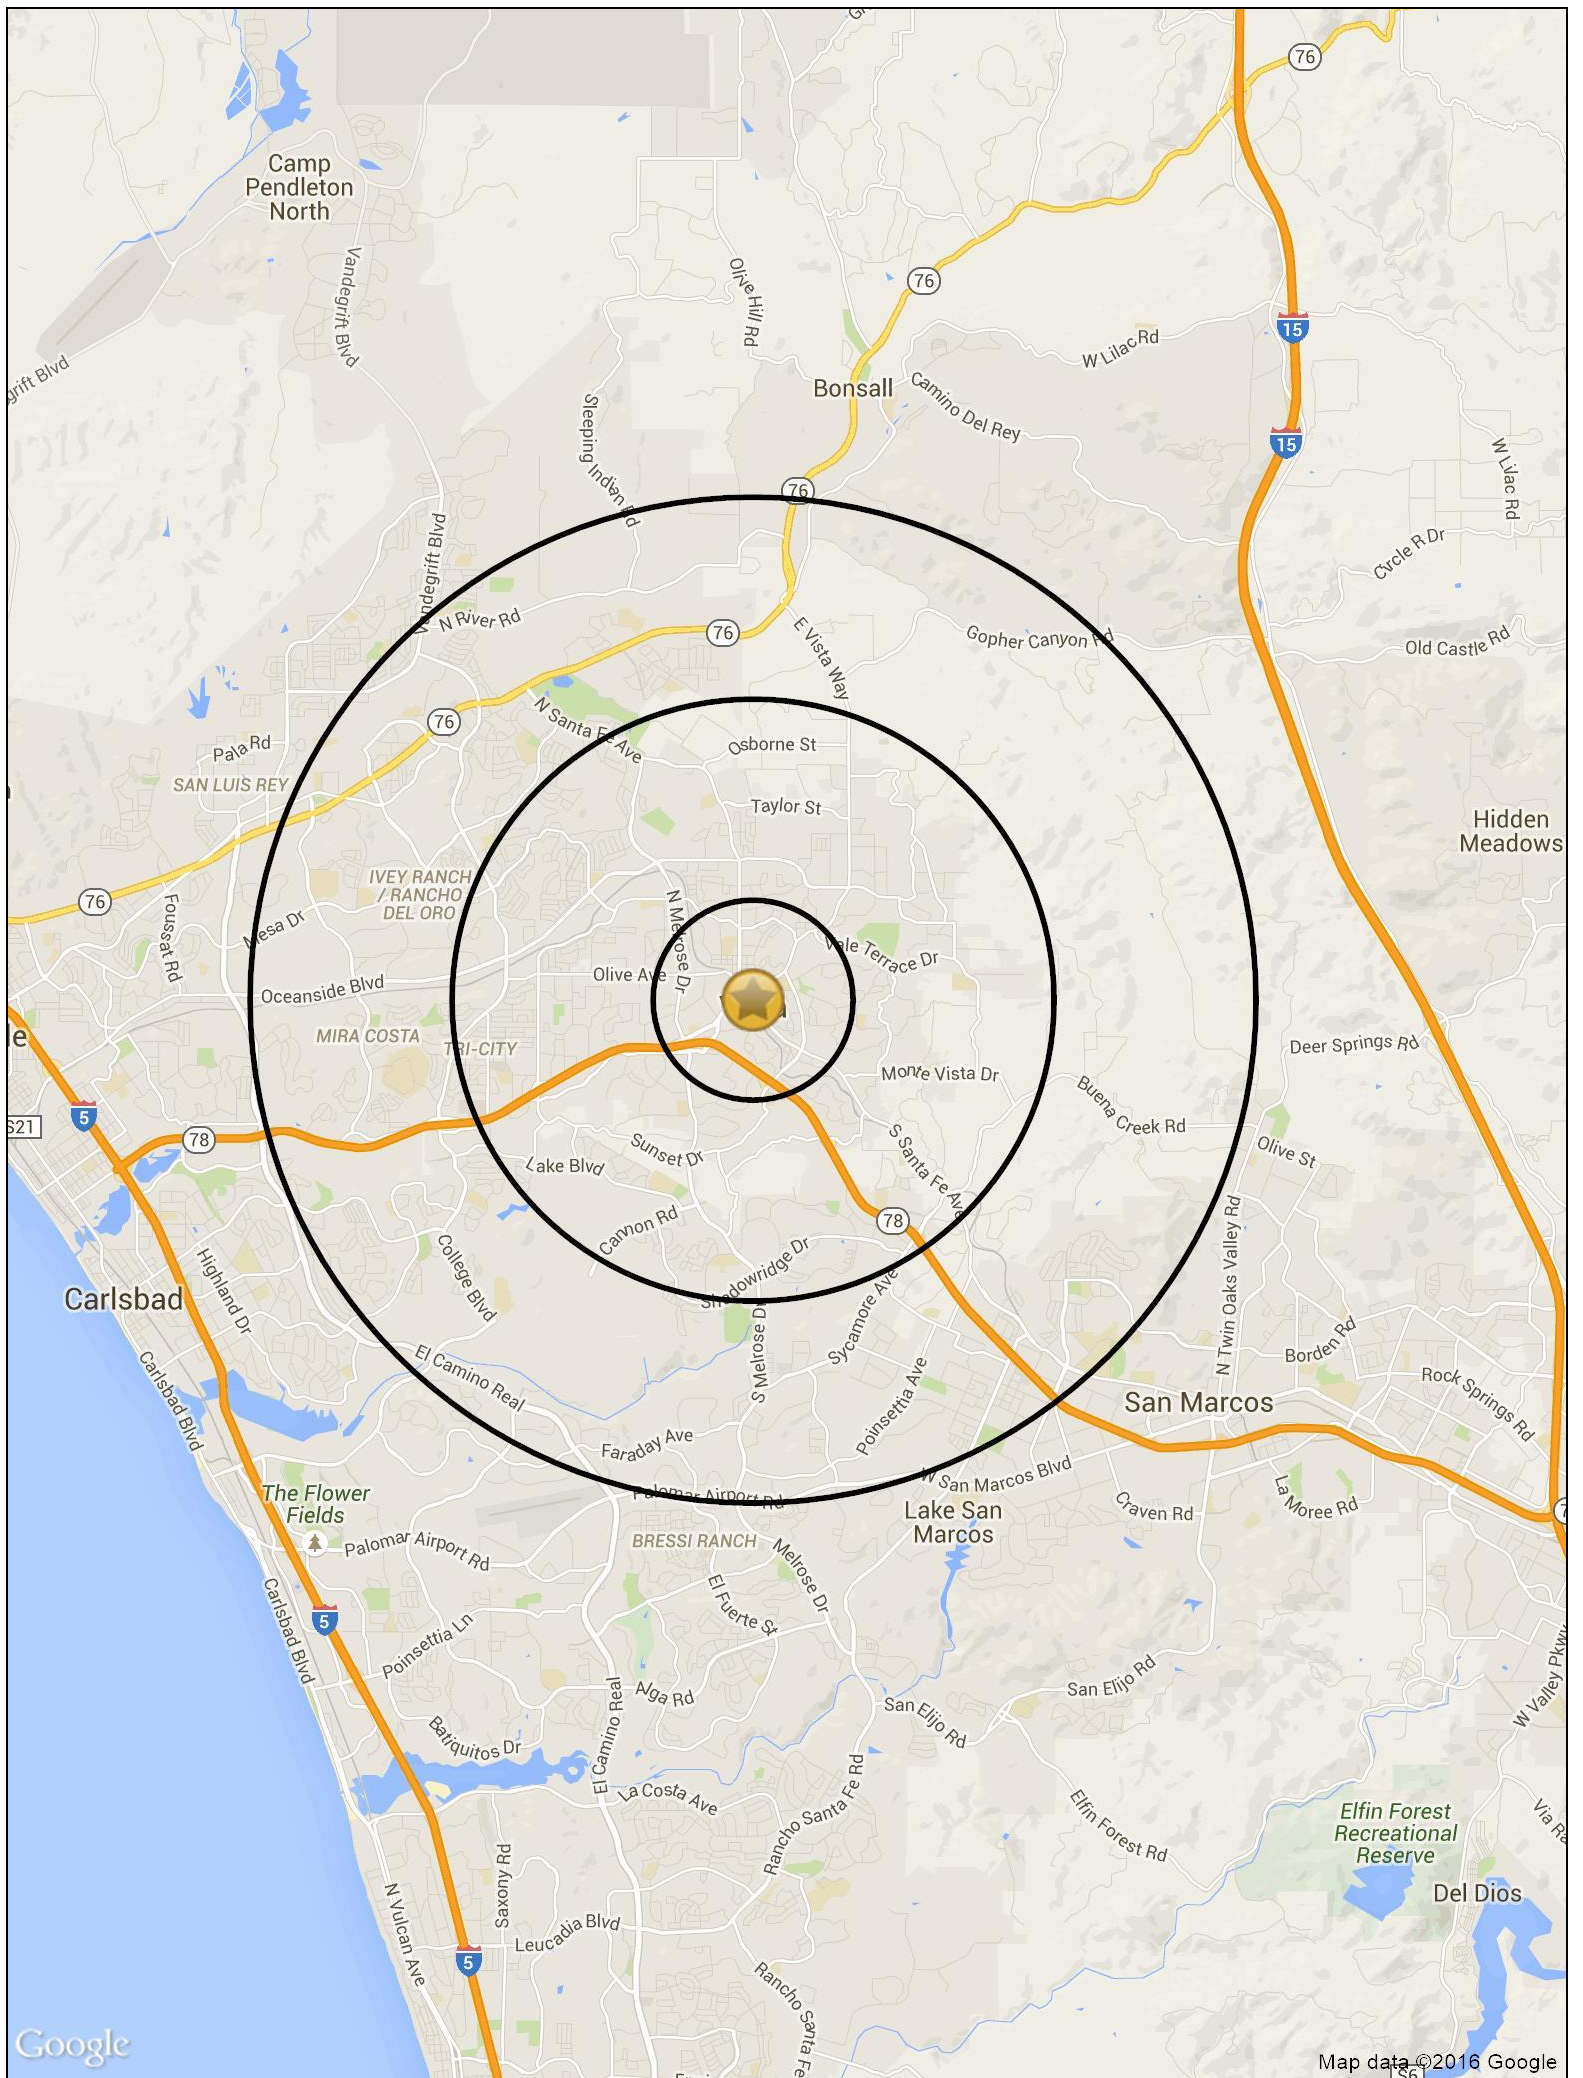 76
Camp
Pendleton
North
Vandegrift Blvd
Olive Hill Rd
76
15
W Lilac Rd
grift Blvd
Bonsall
Camino Del Rey
Sleeping Indian Rd
15
W Lilac Rd
76
Vandegrift Blvd
Circle R Dr
N River Rd
76
E Vista Way
Gopher Canyon Rd
Old Castle Rd
N Santa Fe Ave
76
Pala Rd
Osborne St
SAN LUIS REY
Taylor St
Hidden
Meadows
IVEY RANCH
/ RANCHO
DEL ORO
76
Foussat Rd
Mesa Dr
N Melrose Dr
Vale Terrace Dr
Olive Ave
Oceanside Blvd
le
MIRA COSTA
TRI-CITY
Deer Springs Rd
Monte Vista Dr
Buena Creek Rd
5
S21
78
Sunset Dr
S Santa Fe Ave
Olive St
Lake Blvd
Cannon Rd
78
N Twin Oaks Valley Rd
College Blvd
Highland Dr
Shadowridge Dr
Carlsbad
Sycamore Ave
S Melrose Dr
Borden Rd
El Camino Real
Carlsbad Blvd
Poinsettia Ave
San Marcos
Rock Springs Rd
Faraday Ave
W San Marcos Blvd
Palomar Airport Rd
The Flower
Fields
Lake San
Marcos
Craven Rd
La Moree Rd
Palomar Airport Rd
BRESSI RANCH
Melrose Dr
El Fuerte St
Carlsbad Blvd
5
Poinsettia Ln
Alga Rd
San Elijo Rd
San Elijo Rd
W Valley Pkwy
Batiquitos Dr
El Camino Real
La Costa Ave
Rancho Santa Fe Rd
Elfin Forest Rd
Elfin Forest
Recreational
Reserve
Via Ra
Del Dios
Saxony Rd
N Vulcan Ave
Leucadia Blvd
5
Rancho Santa Fe
Google
Map data ©2016 Google
S6